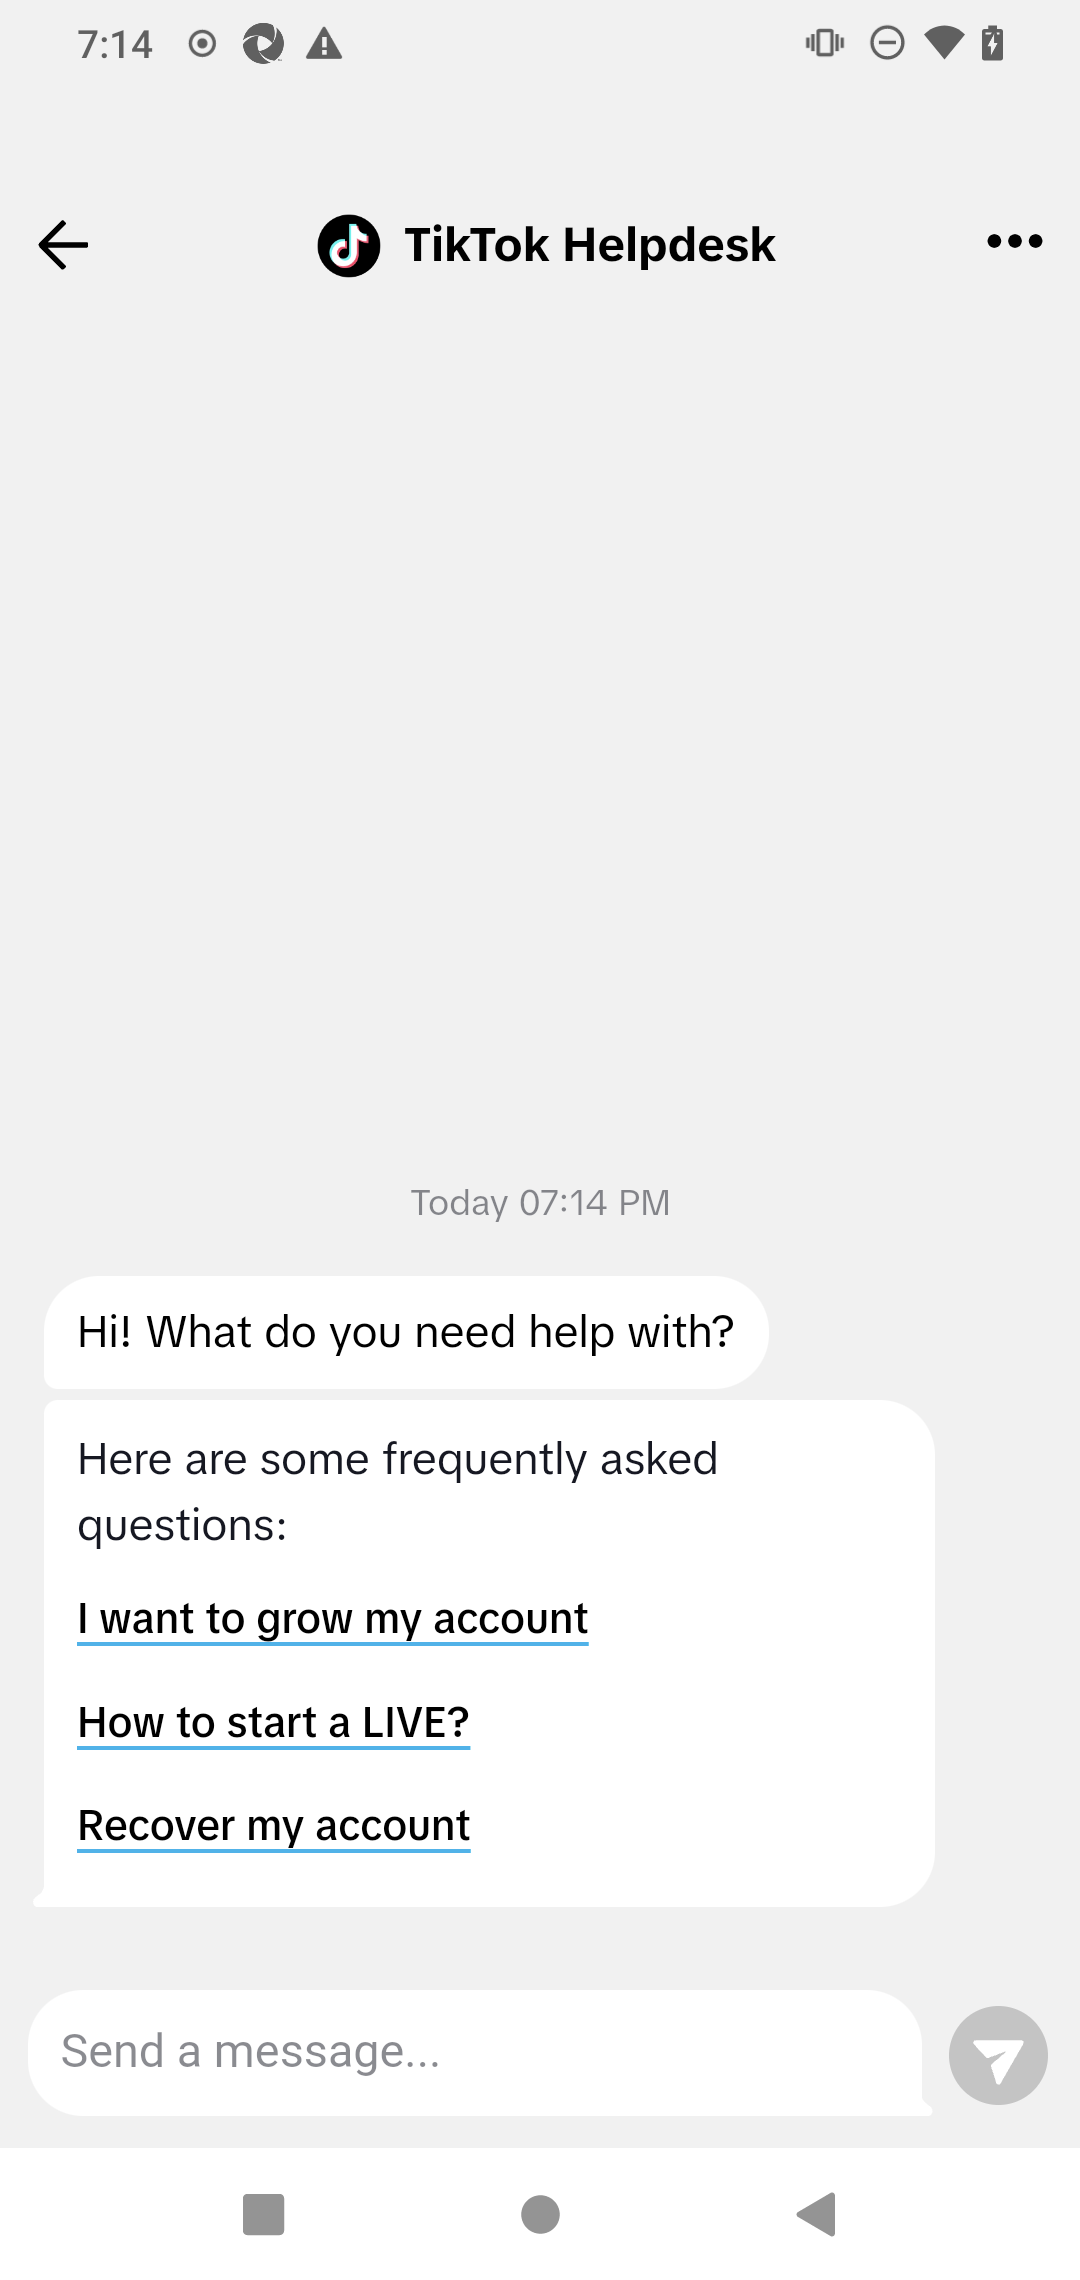 7:14
TikTok Helpdesk
Today 07:14 PM
Hi! What do you need help with?
Here are some frequently asked
questions:
I want to grow my account
How to start a LIVE?
Recover my account
Send a message...